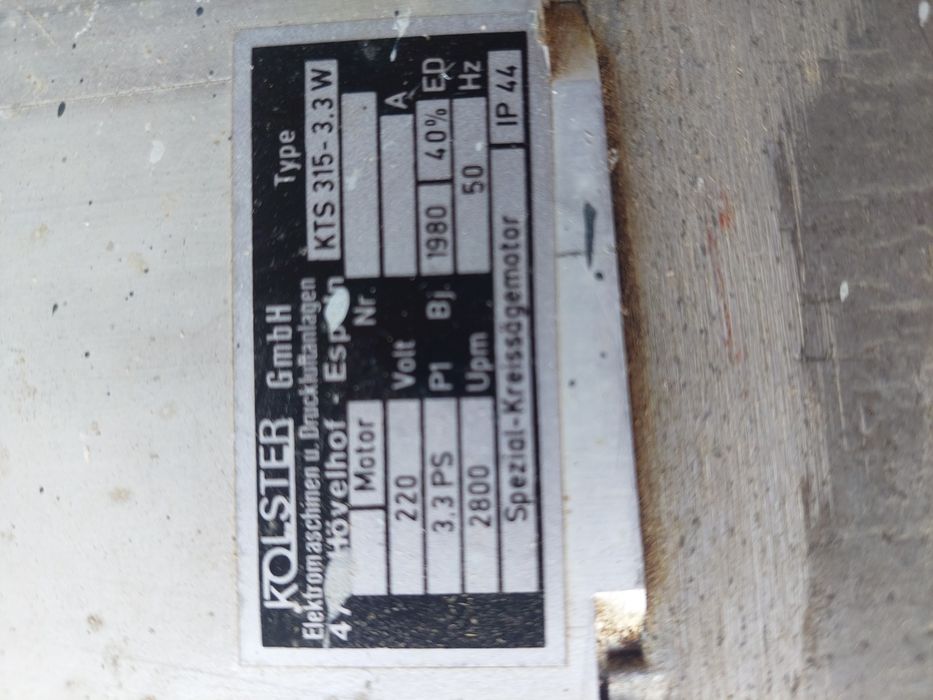 KOLSTER GmbH Type
Elektromaschinen u. Druckluftanlagen KTS 315-3.3 W
Hövelhof -
Motor Nr.
220 Volt A
3,3 PS P1 Bj. 1980 40% ED
2800 Upm 50 Hz
Spezial-Kreissägemotor IP 44